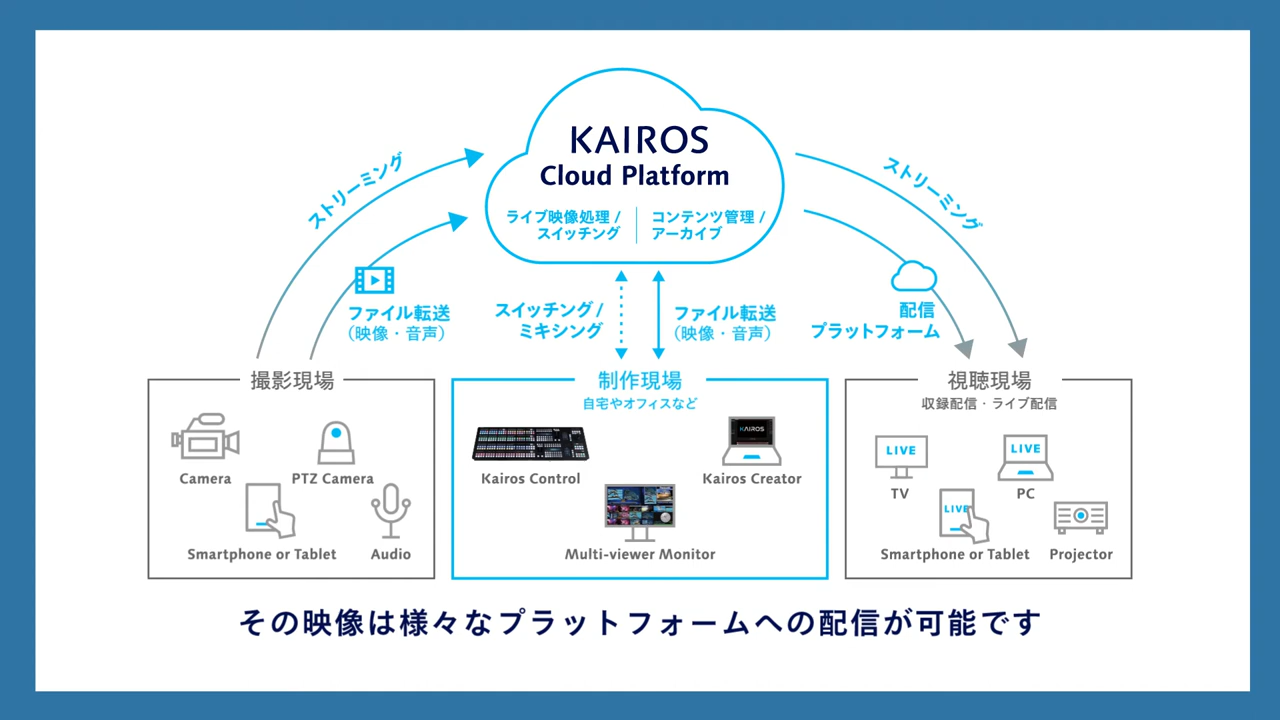 KAIROS
Cloud Platform
ライブ映像処理 /
スイッチング
コンテンツ管理 /
アーカイブ
ストリーミング
ストリーミング
ファイル転送
（映像・音声）
スイッチング /
ミキシング
ファイル転送
（映像・音声）
配信
プラットフォーム
撮影現場
Camera
PTZ Camera
Smartphone or Tablet
Audio
制作現場
自宅やオフィスなど
Kairos Control
KAIROS
Kairos Creator
Multi-viewer Monitor
視聴現場
収録配信・ライブ配信
LIVE
TV
LIVE
PC
LIVE
Smartphone or Tablet
Projector
その映像は様々なプラットフォームへの配信が可能です